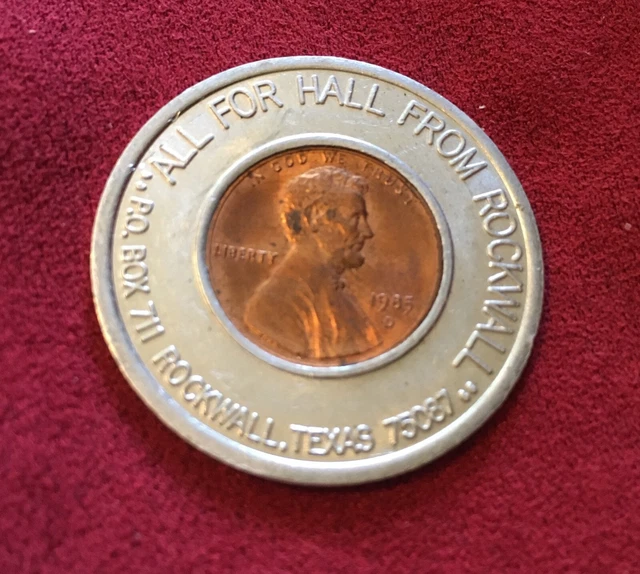 ALL FOR HALL FROM ROCKWALL
P.O. BOX 711 ROCKWALL, TEXAS 75087
IN GOD WE TRUST
LIBERTY
1985
D